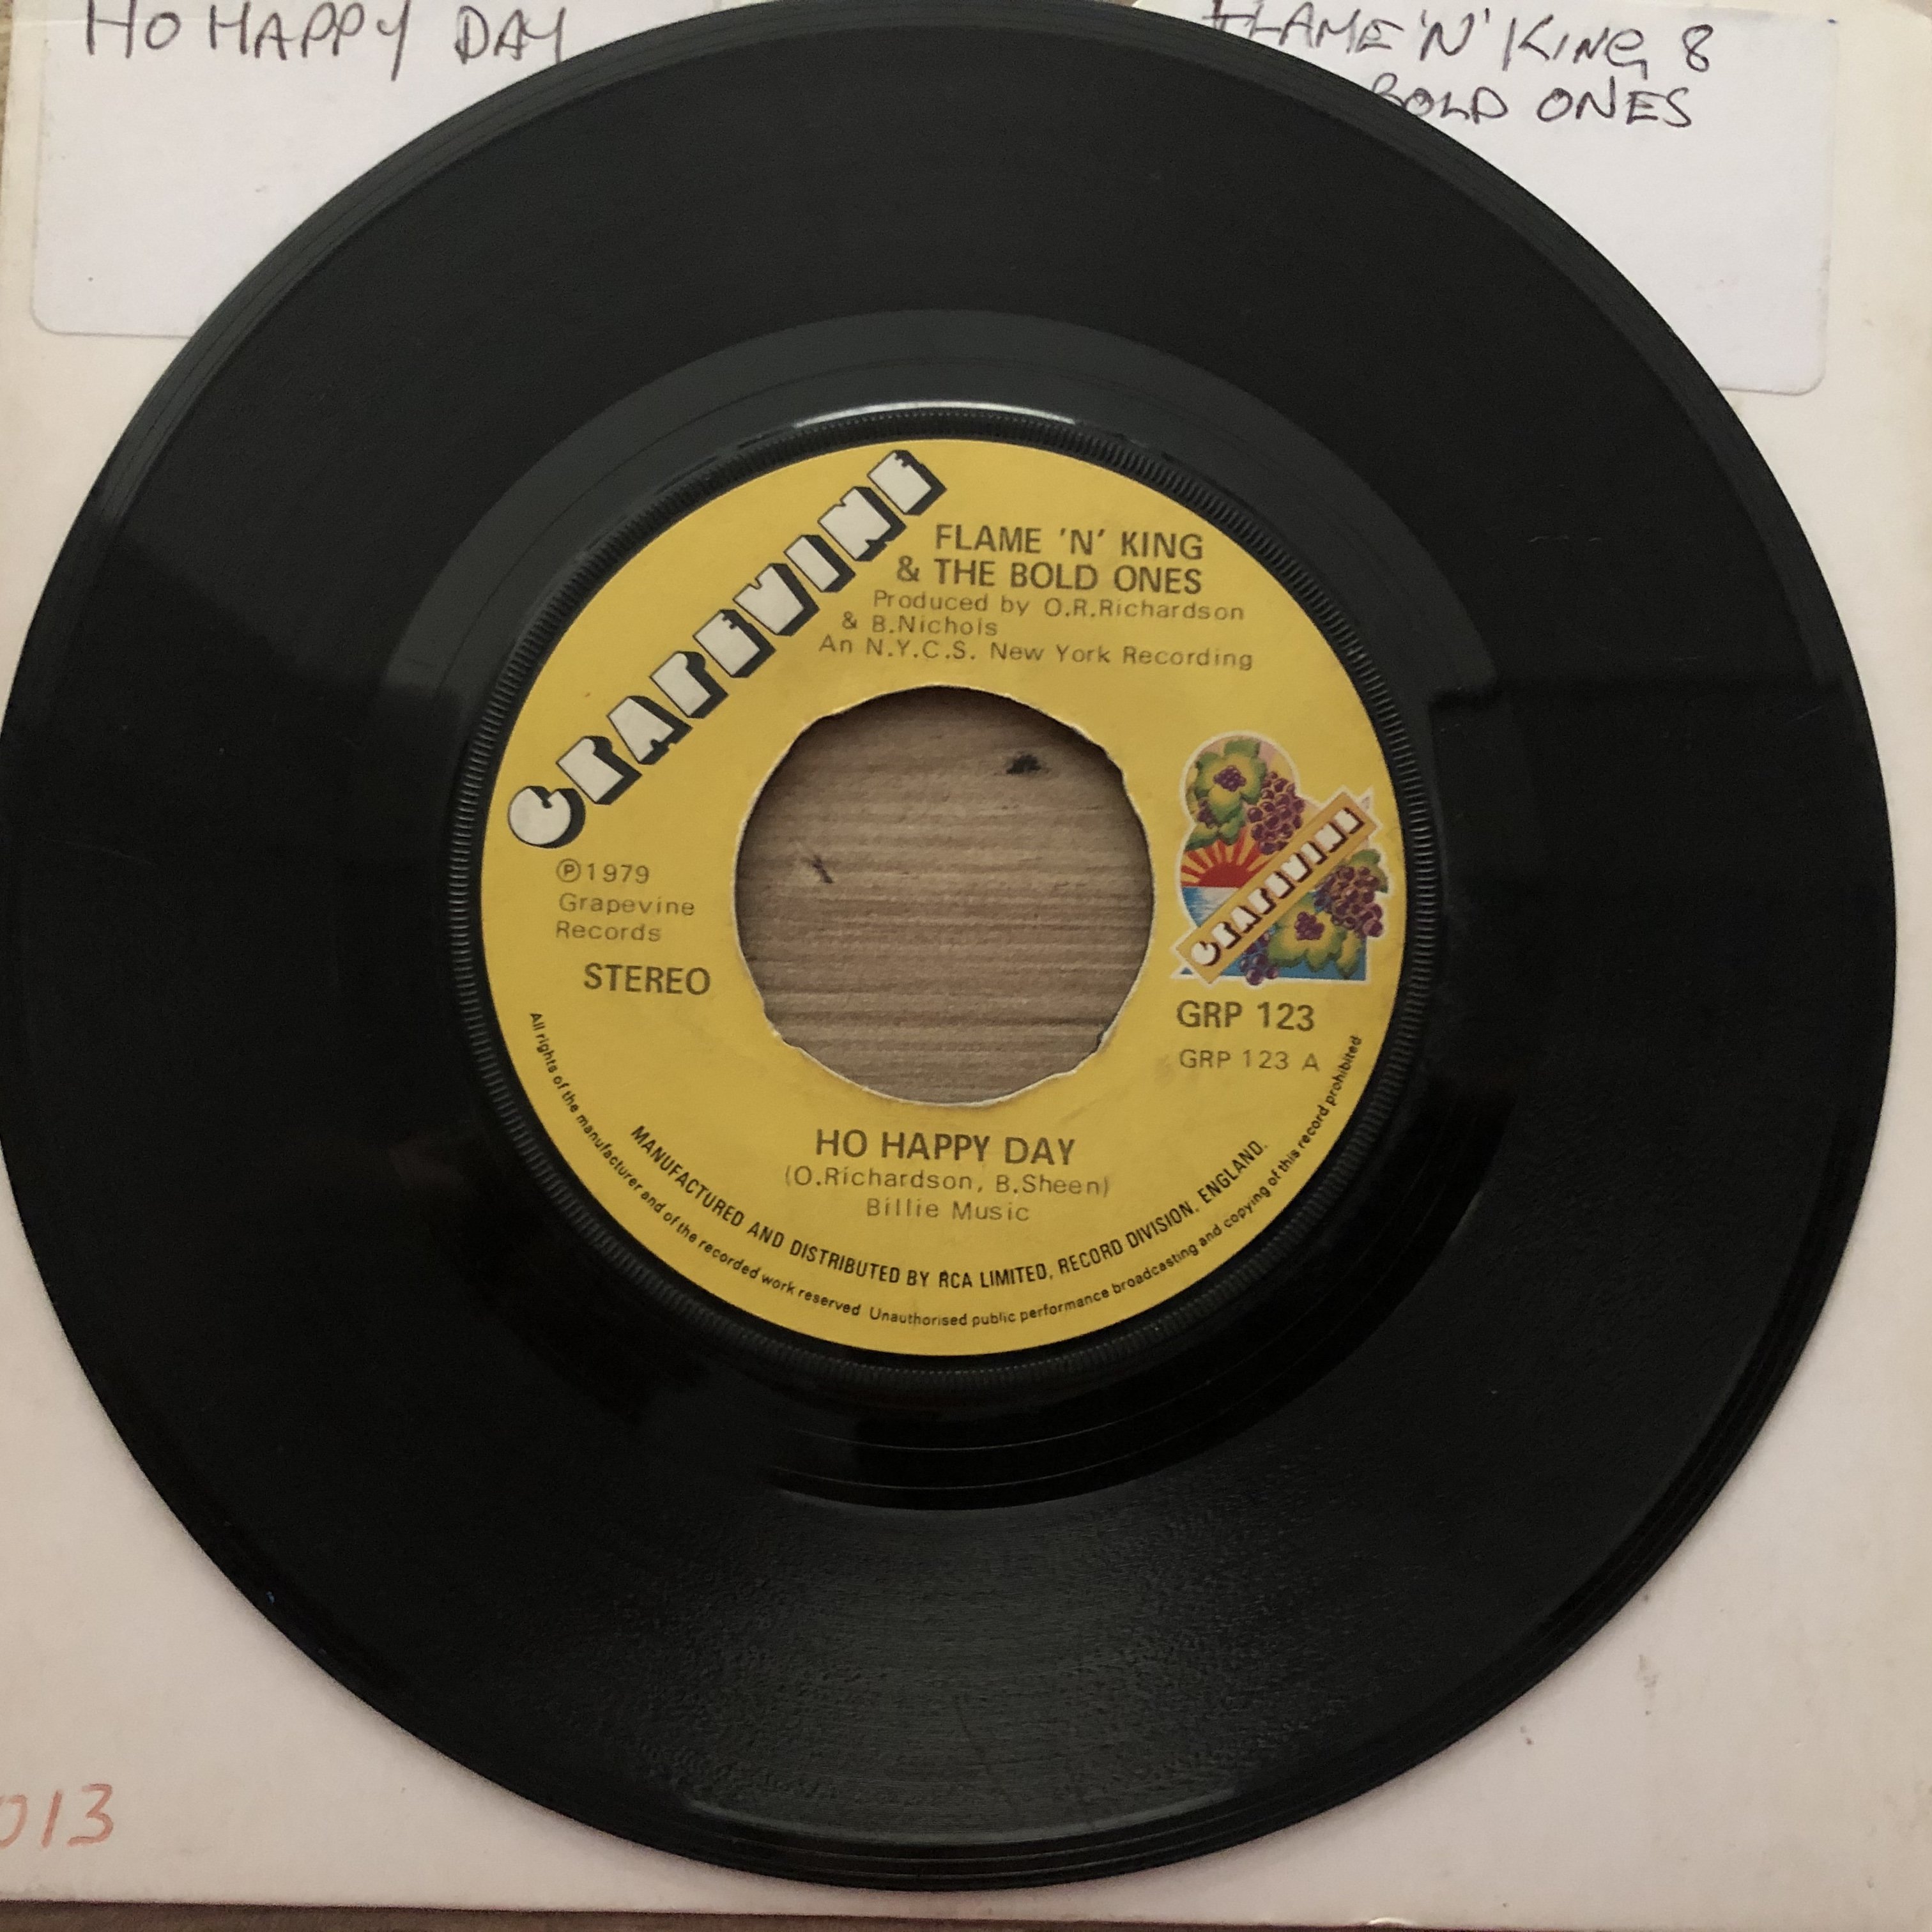 HO HAPPY DAY
FLAME 'N' KING &
BOLD ONES
GRAPEVINE
FLAME 'N' KING
& THE BOLD ONES
Produced by O.R.Richardson
& B.Nichols
An N.Y.C.S. New York Recording
℗1979
Grapevine
Records
STEREO
GRAPEVINE
GRP 123
GRP 123 A
HO HAPPY DAY
(O.Richardson, B.Sheen)
Billie Music
MANUFACTURED AND DISTRIBUTED BY RCA LIMITED, RECORD DIVISION, ENGLAND.
All rights of the manufacturer and of the recorded work reserved Unauthorised public performance broadcasting and copying of this record prohibited
013